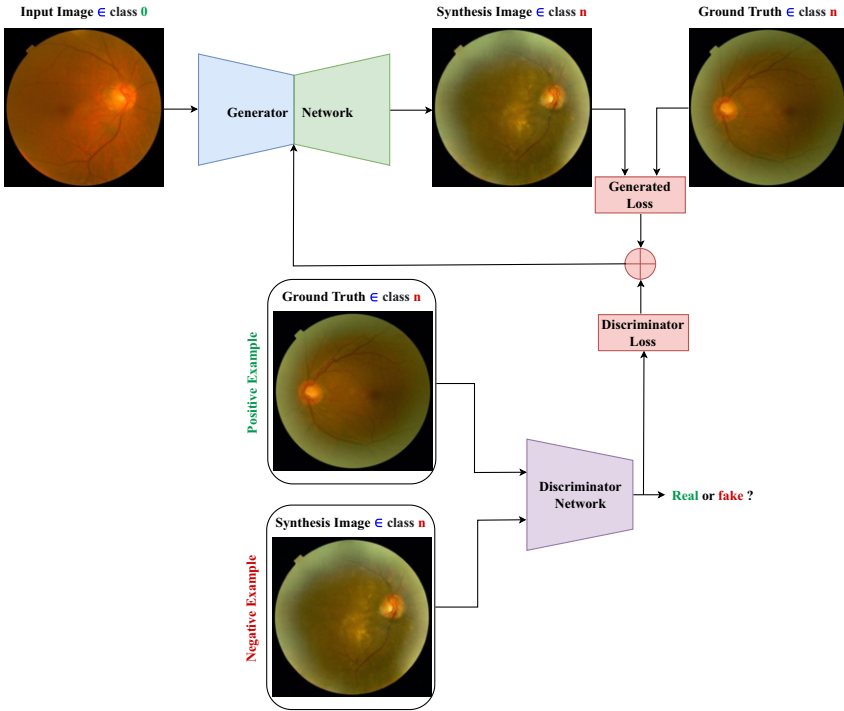 Input Image ∈ class 0
Synthesis Image ∈ class n
Ground Truth ∈ class n
Generator Network
Generated
Loss
Ground Truth ∈ class n
Positive Example
Discriminator
Loss
Discriminator
Network
Real or fake ?
Synthesis Image ∈ class n
Negative Example